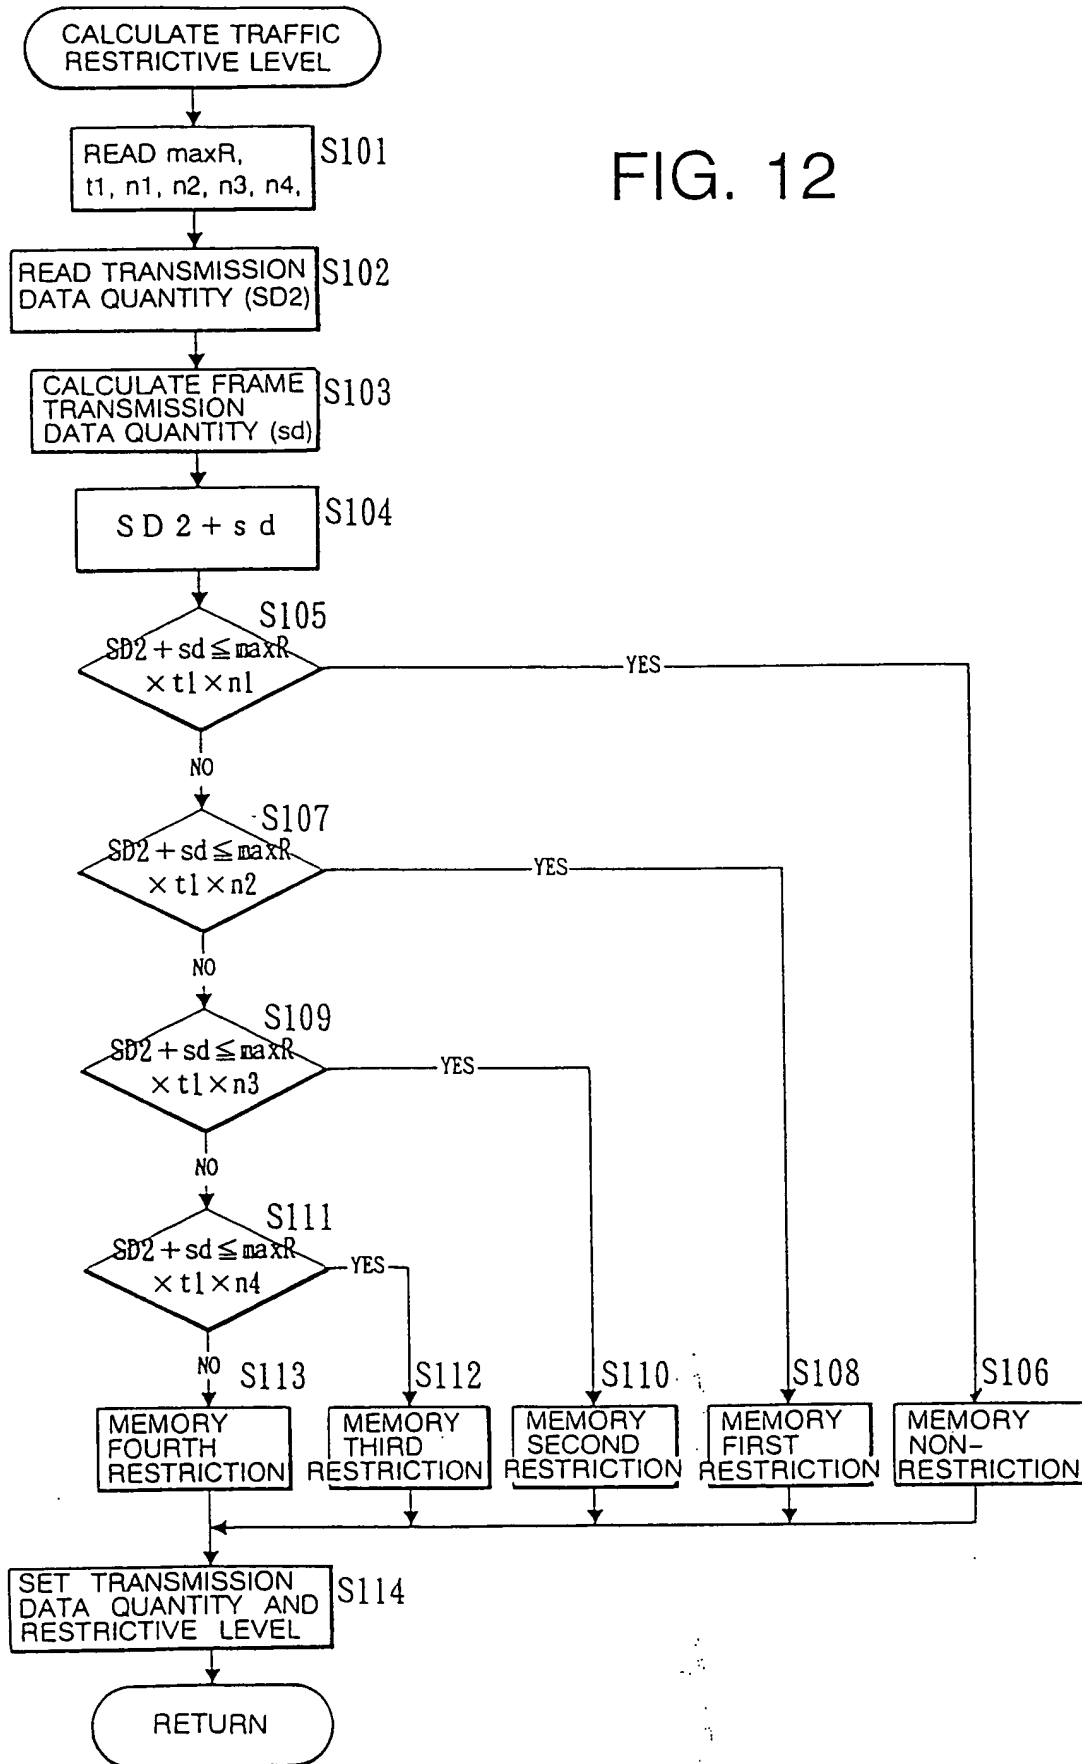 CALCULATE TRAFFIC
RESTRICTIVE LEVEL
READ maxR,
t1, n1, n2, n3, n4,
S101
FIG. 12
READ TRANSMISSION
DATA QUANTITY (SD2)
S102
CALCULATE FRAME
TRANSMISSION
DATA QUANTITY (sd)
S103
SD2+sd
S104
S105
SD2+sd≦maxR
×t1×n1
YES
NO
S107
SD2+sd≦maxR
×t1×n2
YES
NO
S109
SD2+sd≦maxR
×t1×n3
YES
NO
S111
SD2+sd≦maxR
×t1×n4
YES
NO
S113
S112
S110
S108
S106
MEMORY
FOURTH
RESTRICTION
MEMORY
THIRD
RESTRICTION
MEMORY
SECOND
RESTRICTION
MEMORY
FIRST
RESTRICTION
MEMORY
NON-
RESTRICTION
SET TRANSMISSION
DATA QUANTITY AND
RESTRICTIVE LEVEL
S114
RETURN